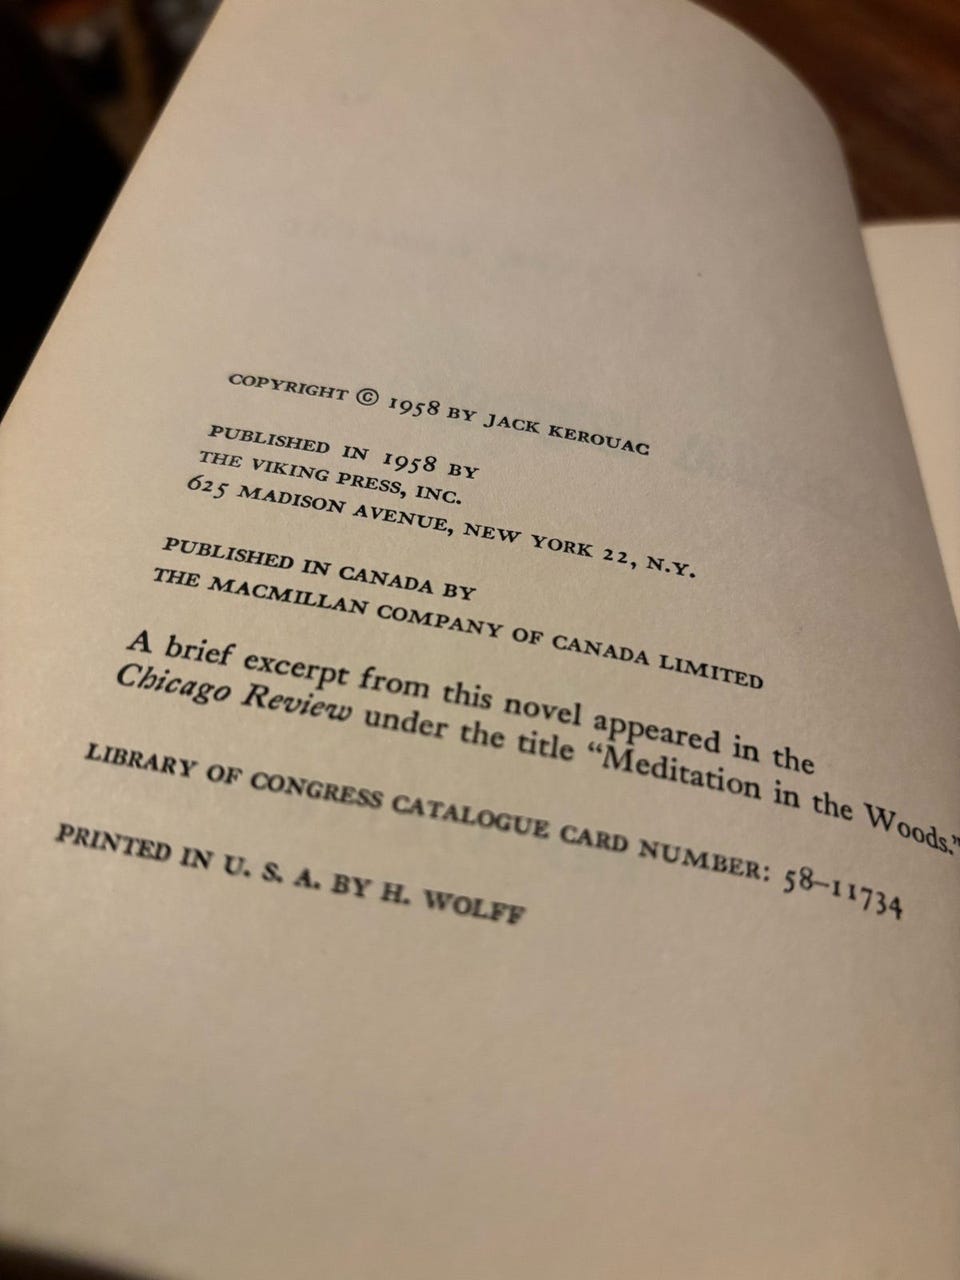 COPYRIGHT © 1958 BY JACK KEROUAC
PUBLISHED IN 1958 BY
THE VIKING PRESS, INC.
625 MADISON AVENUE, NEW YORK 22, N.Y.
PUBLISHED IN CANADA BY
THE MACMILLAN COMPANY OF CANADA LIMITED
A brief excerpt from this novel appeared in the
Chicago Review under the title “Meditation in the Woods.”
LIBRARY OF CONGRESS CATALOGUE CARD NUMBER: 58–11734
PRINTED IN U. S. A. BY H. WOLFF